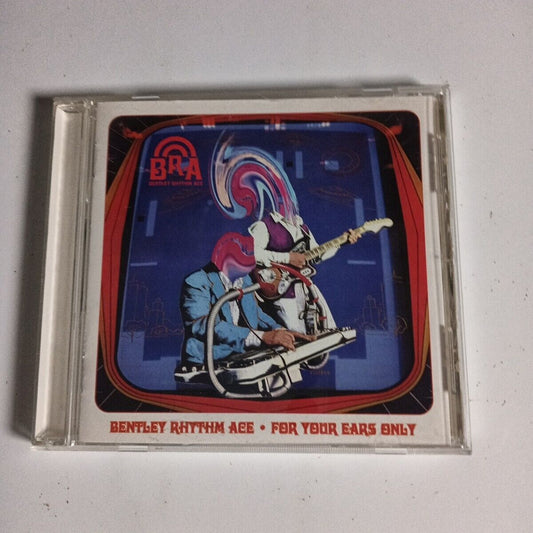 BRA
BENTLEY RHYTHM ACE
BENTLEY RHYTHM ACE • FOR YOUR EARS ONLY